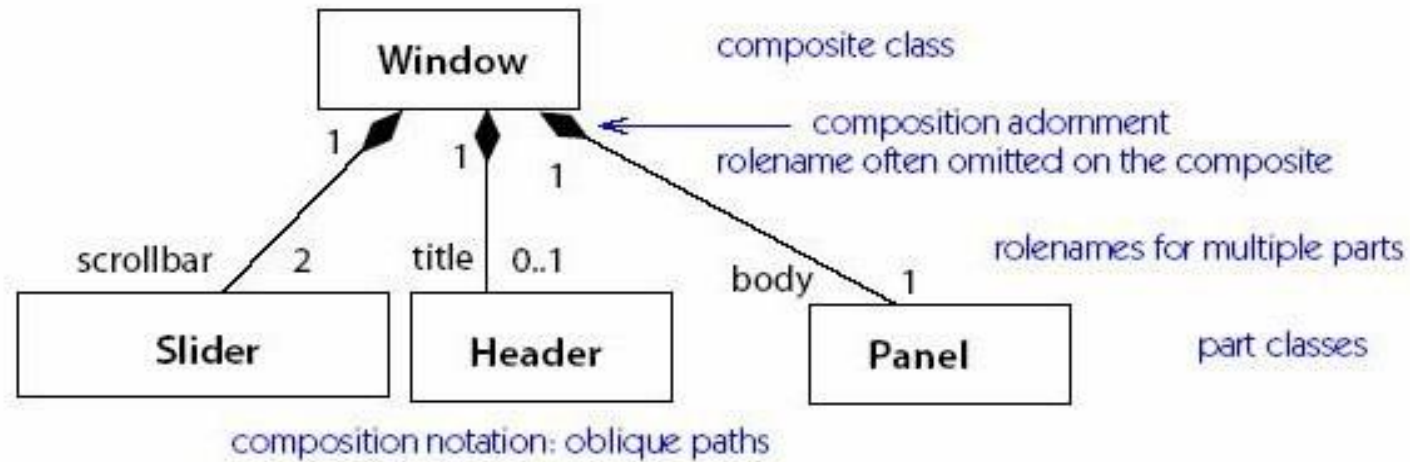 Window
composite class
1
1
1
composition adornment
rolename often omitted on the composite
scrollbar
2
title
0..1
body
1
rolenames for multiple parts
Slider
Header
Panel
part classes
composition notation: oblique paths